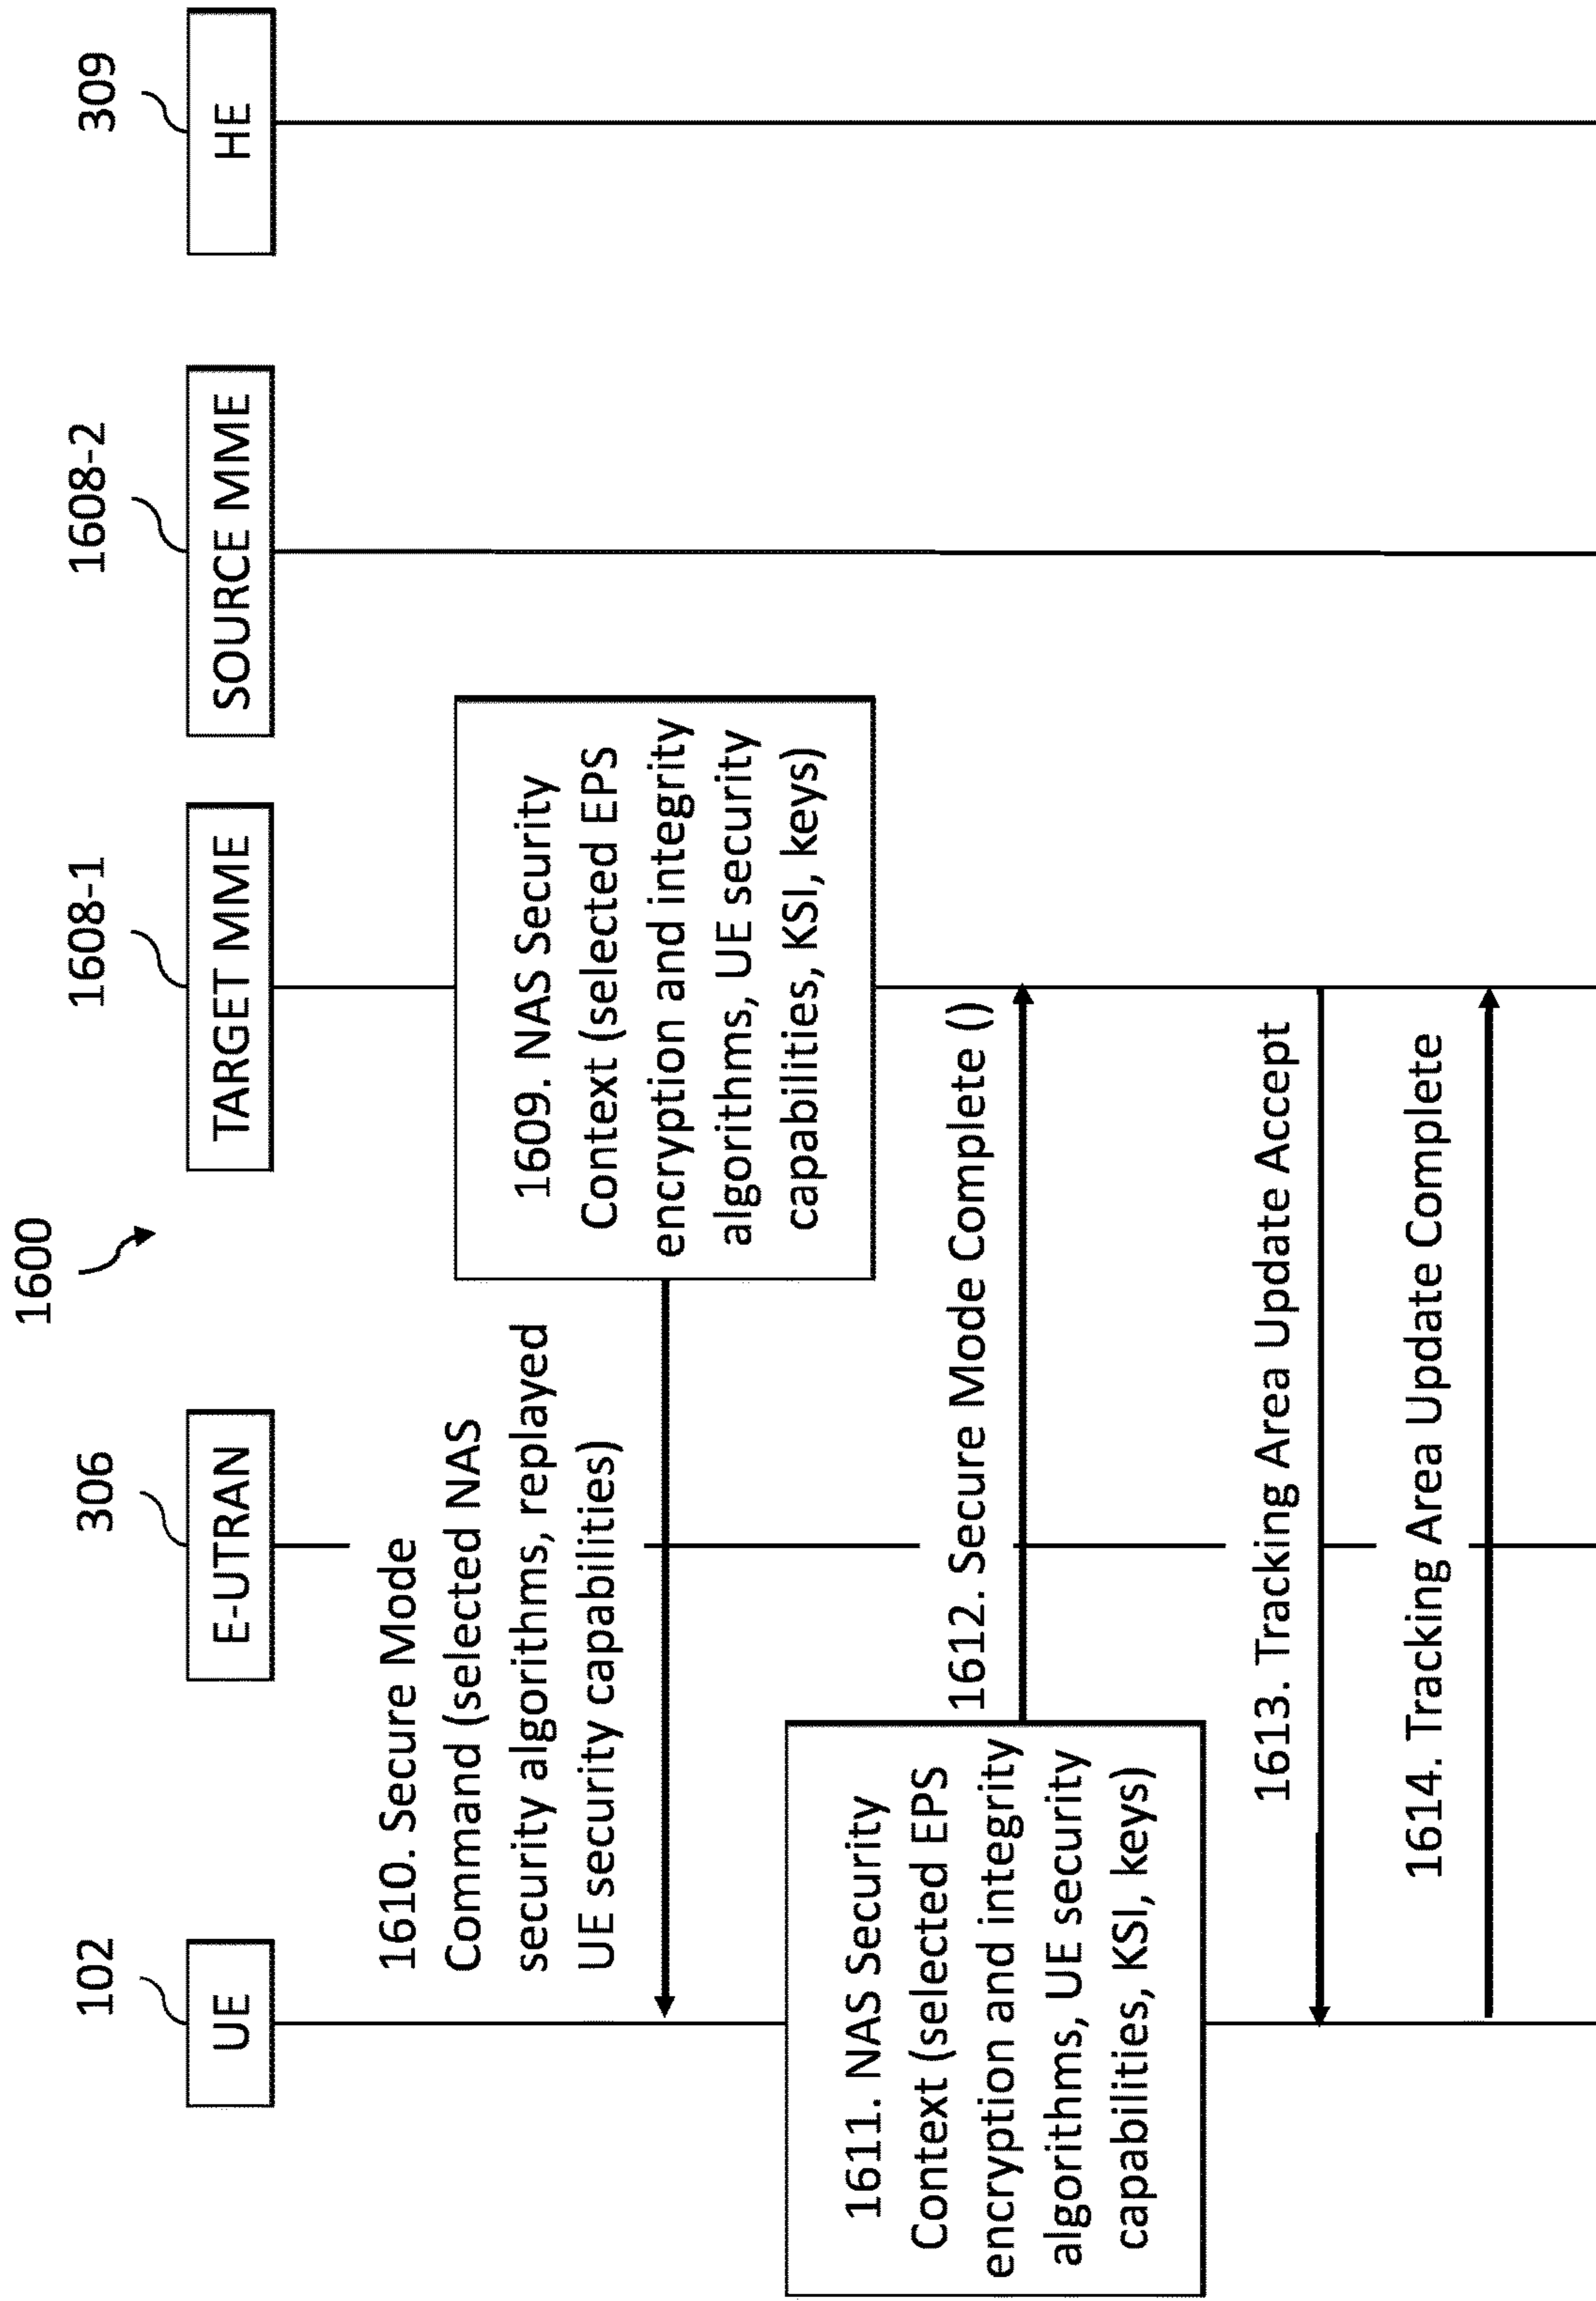 1600
102
306
1608-1
1608-2
309
UE
E-UTRAN
TARGET MME
SOURCE MME
HE
1609. NAS Security
Context (selected EPS
encryption and integrity
algorithms, UE security
capabilities, KSI, keys)
1610. Secure Mode
Command (selected NAS
security algorithms, replayed
UE security capabilities)
1611. NAS Security
Context (selected EPS
encryption and integrity
algorithms, UE security
capabilities, KSI, keys)
1612. Secure Mode Complete ()
1613. Tracking Area Update Accept
1614. Tracking Area Update Complete